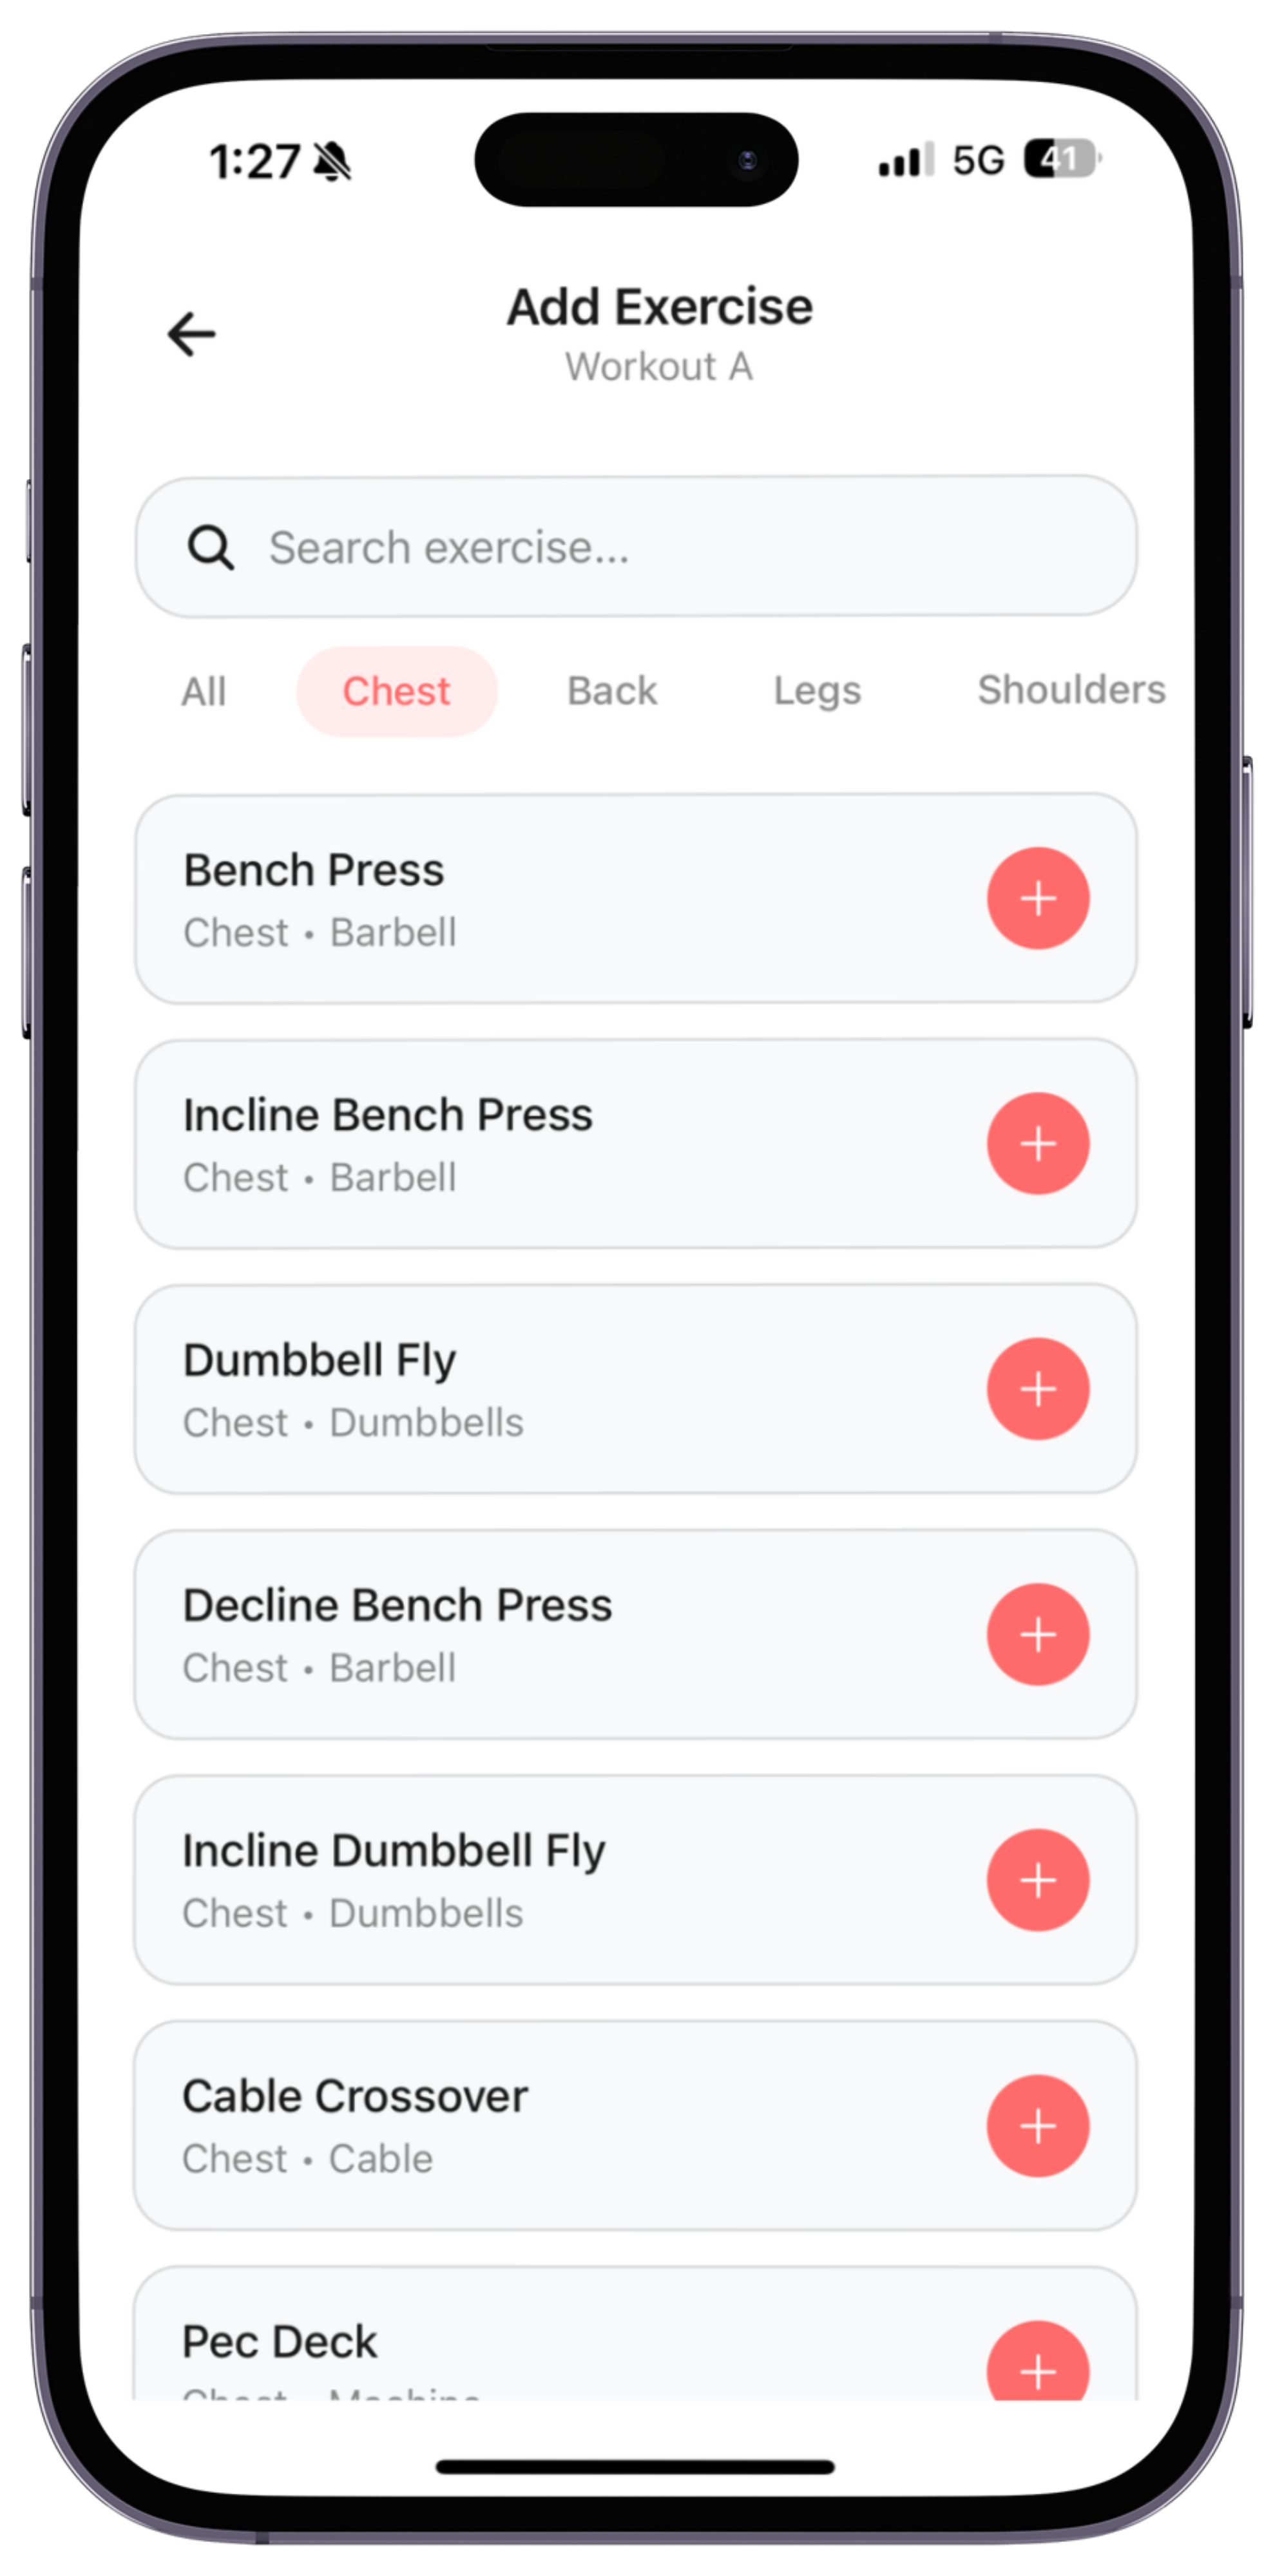 1:27 5G 41
Add Exercise
Workout A
Search exercise...
All Chest Back Legs Shoulders
Bench Press
Chest • Barbell
Incline Bench Press
Chest • Barbell
Dumbbell Fly
Chest • Dumbbells
Decline Bench Press
Chest • Barbell
Incline Dumbbell Fly
Chest • Dumbbells
Cable Crossover
Chest • Cable
Pec Deck
Chest • Machine